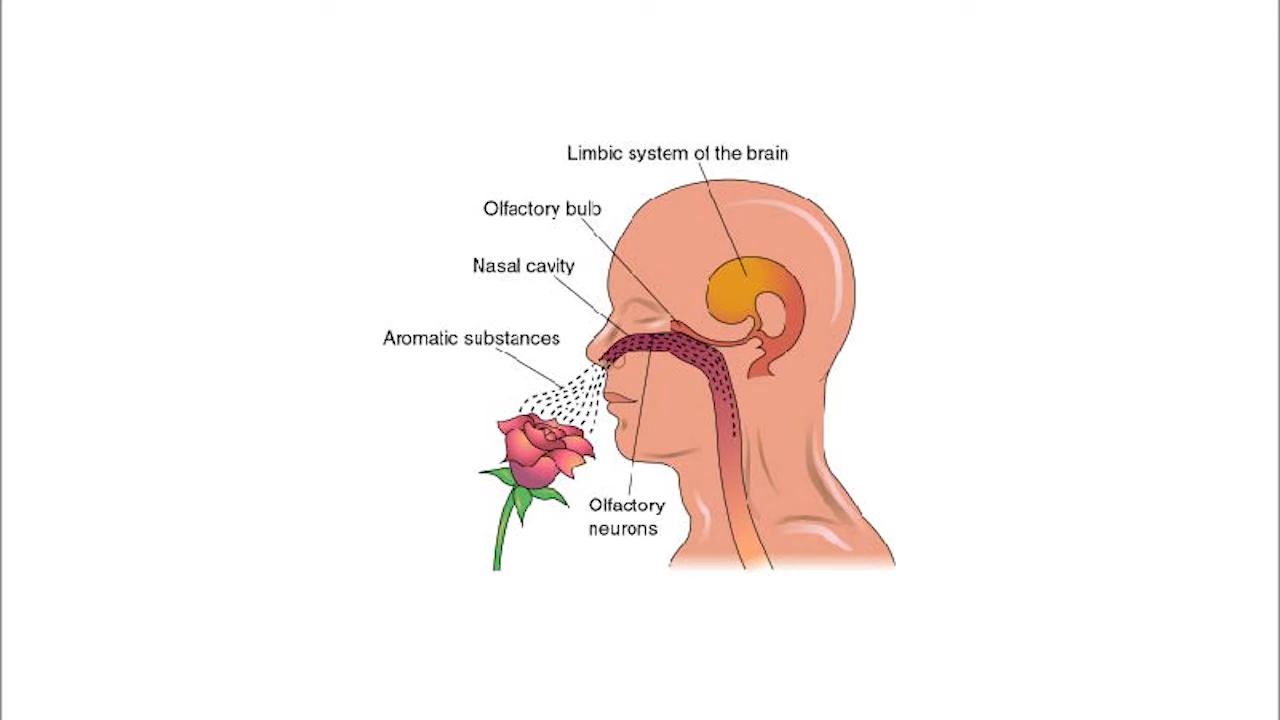 Limbic system of the brain
Olfactory bulb
Nasal cavity
Aromatic substances
Olfactory
neurons